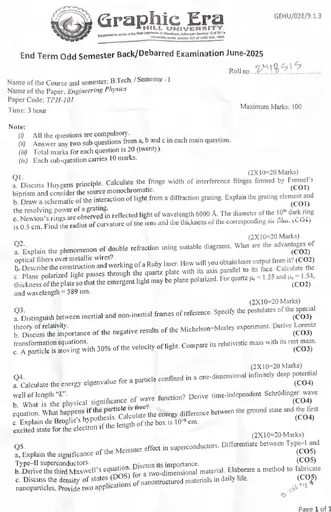 GEHU/02E/9.1.3
Graphic Era
HILL UNIVERSITY
End Term Odd Semester Back/Debarred Examination June-2025
Roll no
Name of the Course and semester: B.Tech. / Semester - I
Name of the Paper: Engineering Physics
Paper Code: TPH-101
Time: 3 hour Maximum Marks: 100
Note:
(i) All the questions are compulsory.
(ii) Answer any two sub questions from a, b and c in each main question.
(iii) Total marks for each question is 20 (twenty).
(iv) Each sub-question carries 10 marks.
Q1. (2X10=20 Marks)
a. Discuss Huygens principle. Calculate the fringe width of interference fringes formed by Fresnel's
biprism and consider the source monochromatic. (CO1)
b. Draw a schematic of the interaction of light from a diffraction grating. Explain the grating element and
the resolving power of a grating. (CO1)
c. Newton's rings are observed in reflected light of wavelength 6000 Å. The diameter of the 10th dark ring
is 0.5 cm. Find the radius of curvature of the lens and the thickness of the corresponding air film. (CO1)
Q2. (2X10=20 Marks)
a. Explain the phenomenon of double refraction using suitable diagrams. What are the advantages of
optical fibers over metallic wires? (CO2)
b. Describe the construction and working of a Ruby laser. How will you obtain laser output from it? (CO2)
c. Plane polarized light passes through the quartz plate with its axis parallel to its face. Calculate the
thickness of the plate so that the emergent light may be plane polarized. For quartz = 1.55 and = 1.54,
and wavelength = 589 nm. (CO2)
Q3. (2X10=20 Marks)
a. Distinguish between inertial and non-inertial frames of reference. Specify the postulates of the special
theory of relativity. (CO3)
b. Discuss the importance of the negative results of the Michelson-Morley experiment. Derive Lorentz
transformation equations. (CO3)
c. A particle is moving with 30% of the velocity of light. Compare its relativistic mass with its rest mass.
(CO3)
Q4. (2X10=20 Marks)
a. Calculate the energy eigenvalue for a particle confined in a one-dimensional infinitely deep potential
well of length "L". (CO4)
b. What is the physical significance of wave function? Derive time-independent Schrödinger wave
equation. What happens if the particle is free? (CO4)
c. Explain de Broglie's hypothesis. Calculate the energy difference between the ground state and the first
excited state for the electron if the length of the box is cm. (CO4)
Q5. (2X10=20 Marks)
a. Explain the significance of the Meissner effect in superconductors. Differentiate between Type-I and
Type-II superconductors. (CO5)
b. Derive the third Maxwell's equation. Discuss its importance. (CO5)
c. Discuss the density of states (DOS) for a two-dimensional material. Elaborate a method to fabricate
nanoparticles. Provide two applications of nanostructured materials in daily life. (CO5)
Page 1 of 1